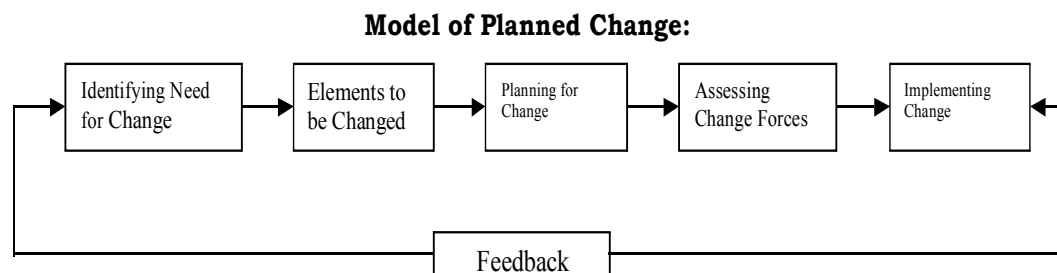 Model of Planned Change:
Identifying Need
for Change
Elements to
be Changed
Planning for
Change
Assessing
Change Forces
Implementing
Change
Feedback